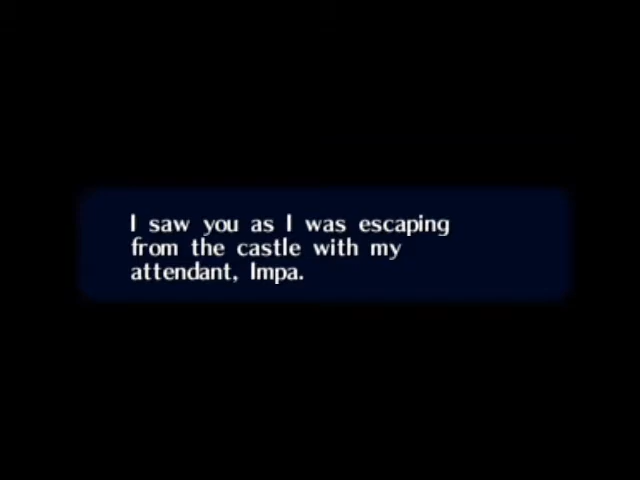 I saw you as I was escaping
from the castle with my
attendant, Impa.